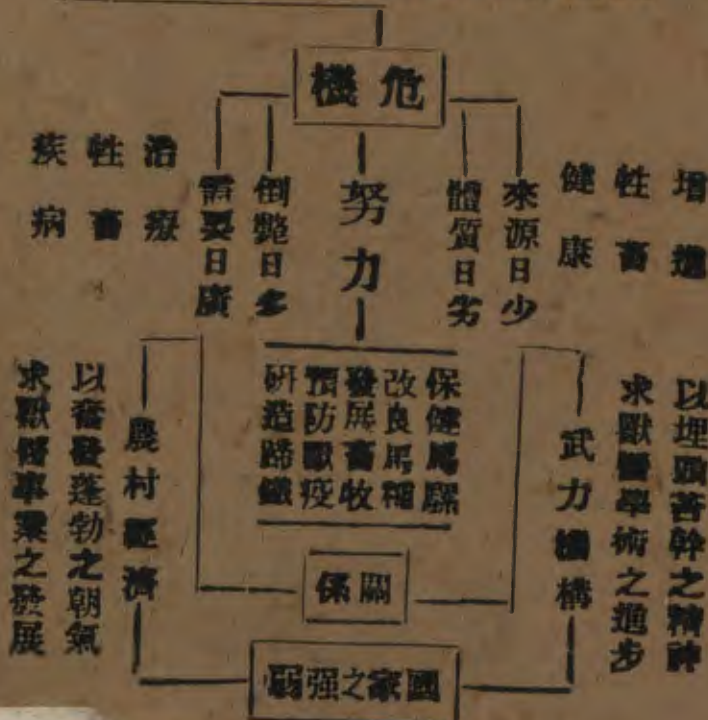 危機
增進
牲畜
健康
來源日少
體質日劣
努力
倒斃日多
需要日廣
治療
牲畜
疾病
以埋頭苦幹之精神
求獸醫學術之進步
武力機構
保健馬騾
改良馬種
發展畜牧
預防獸疫
研造蹄鐵
農村經濟
以奮發蓬勃之朝氣
求獸醫事業之發展
關係
國家之强弱